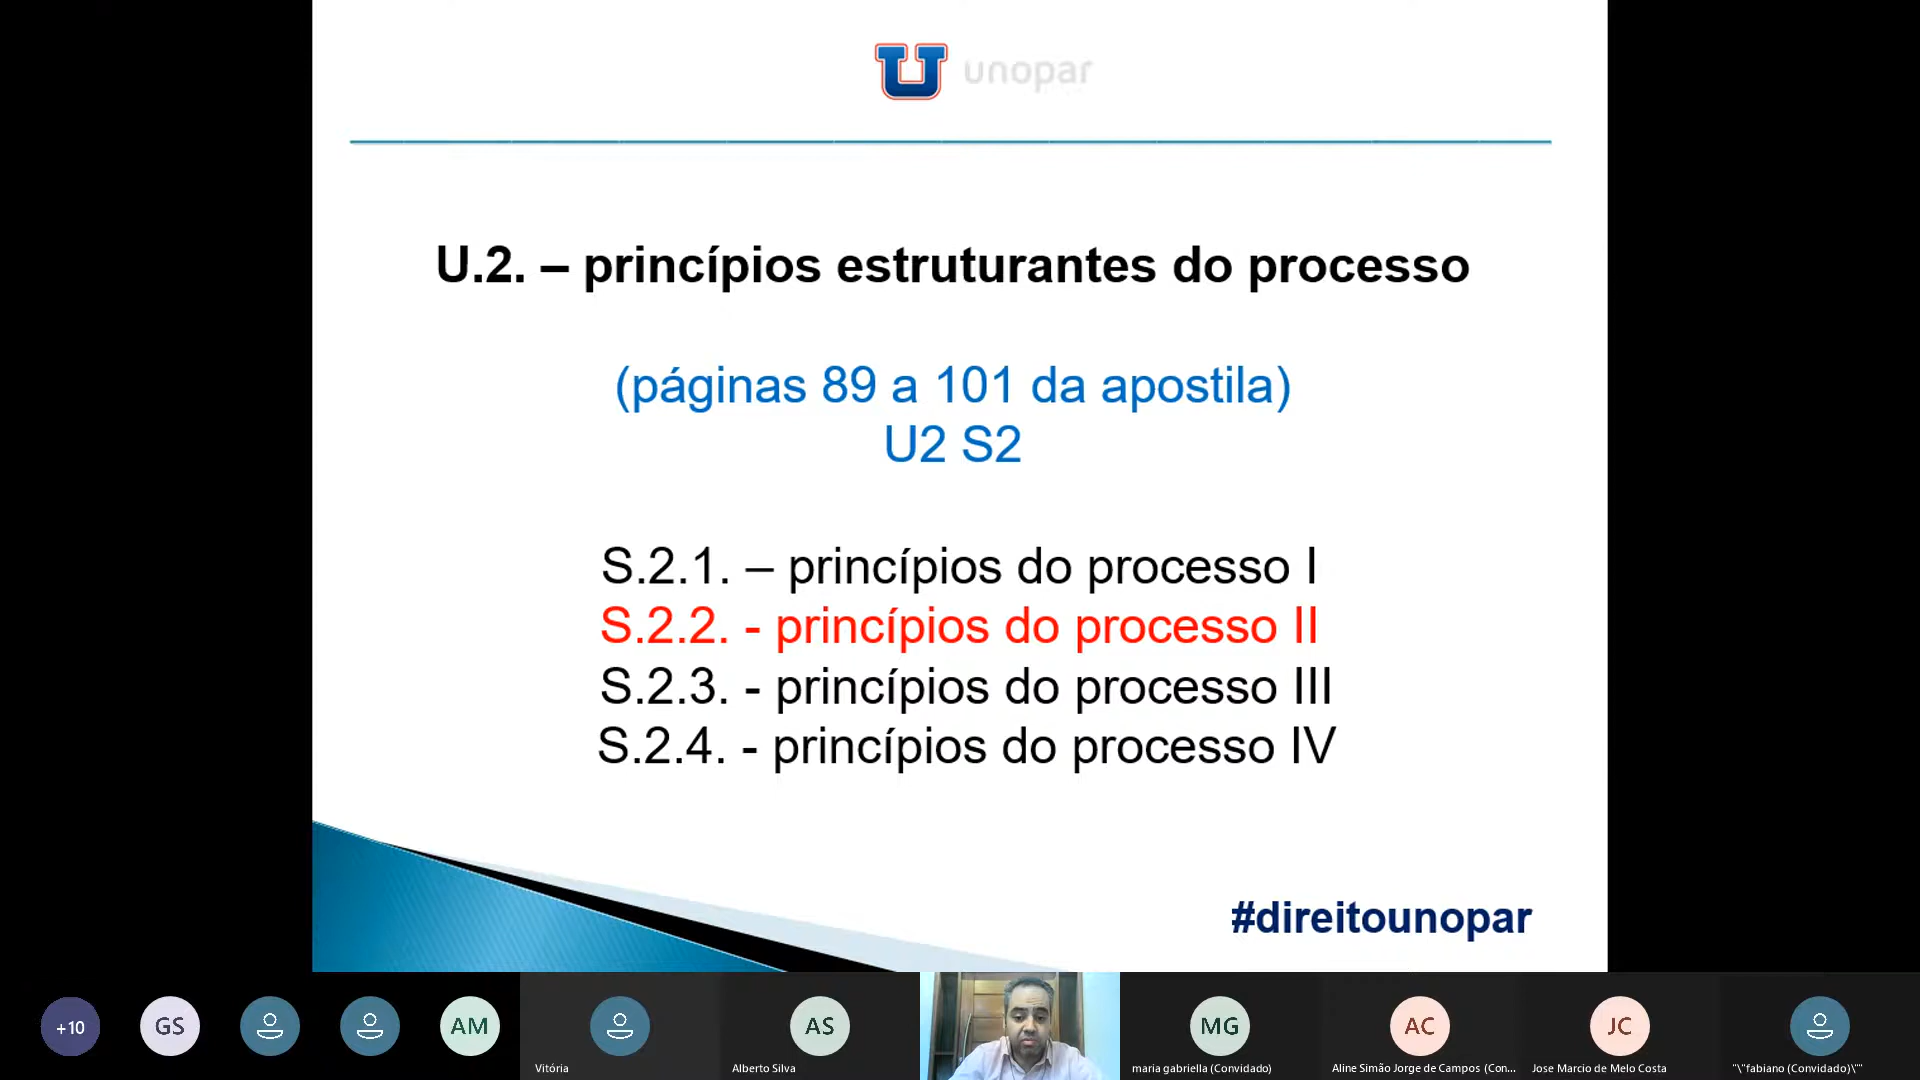 unopar
U.2. – princípios estruturantes do processo
(páginas 89 a 101 da apostila)
U2 S2
S.2.1. – princípios do processo I
S.2.2. - princípios do processo II
S.2.3. - princípios do processo III
S.2.4. - princípios do processo IV
#direitounopar
+10
GS
AM
AS
MG
AC
JC
Vitória
Alberto Silva
maria gabriella (Convidado)
Aline Simão Jorge de Campos (Con...
Jose Marcio de Melo Costa
"\"fabiano (Convidado)\""